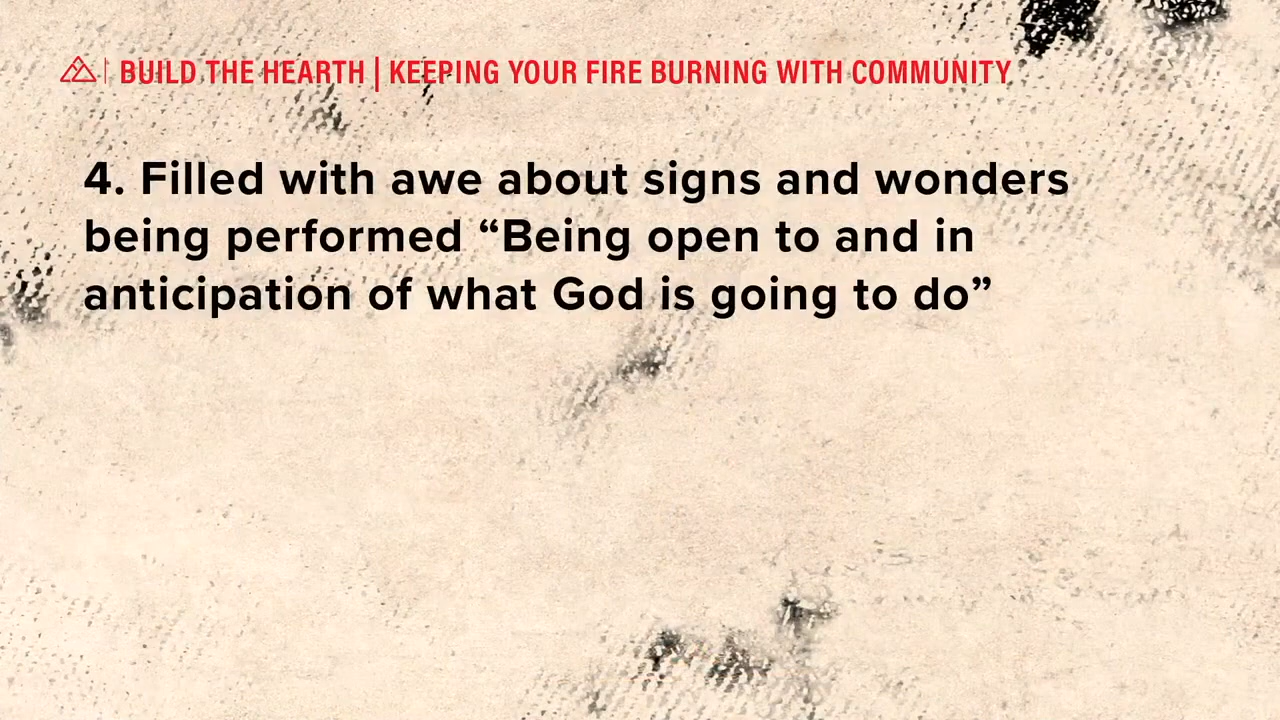 BUILD THE HEARTH | KEEPING YOUR FIRE BURNING WITH COMMUNITY
4. Filled with awe about signs and wonders
being performed “Being open to and in
anticipation of what God is going to do”